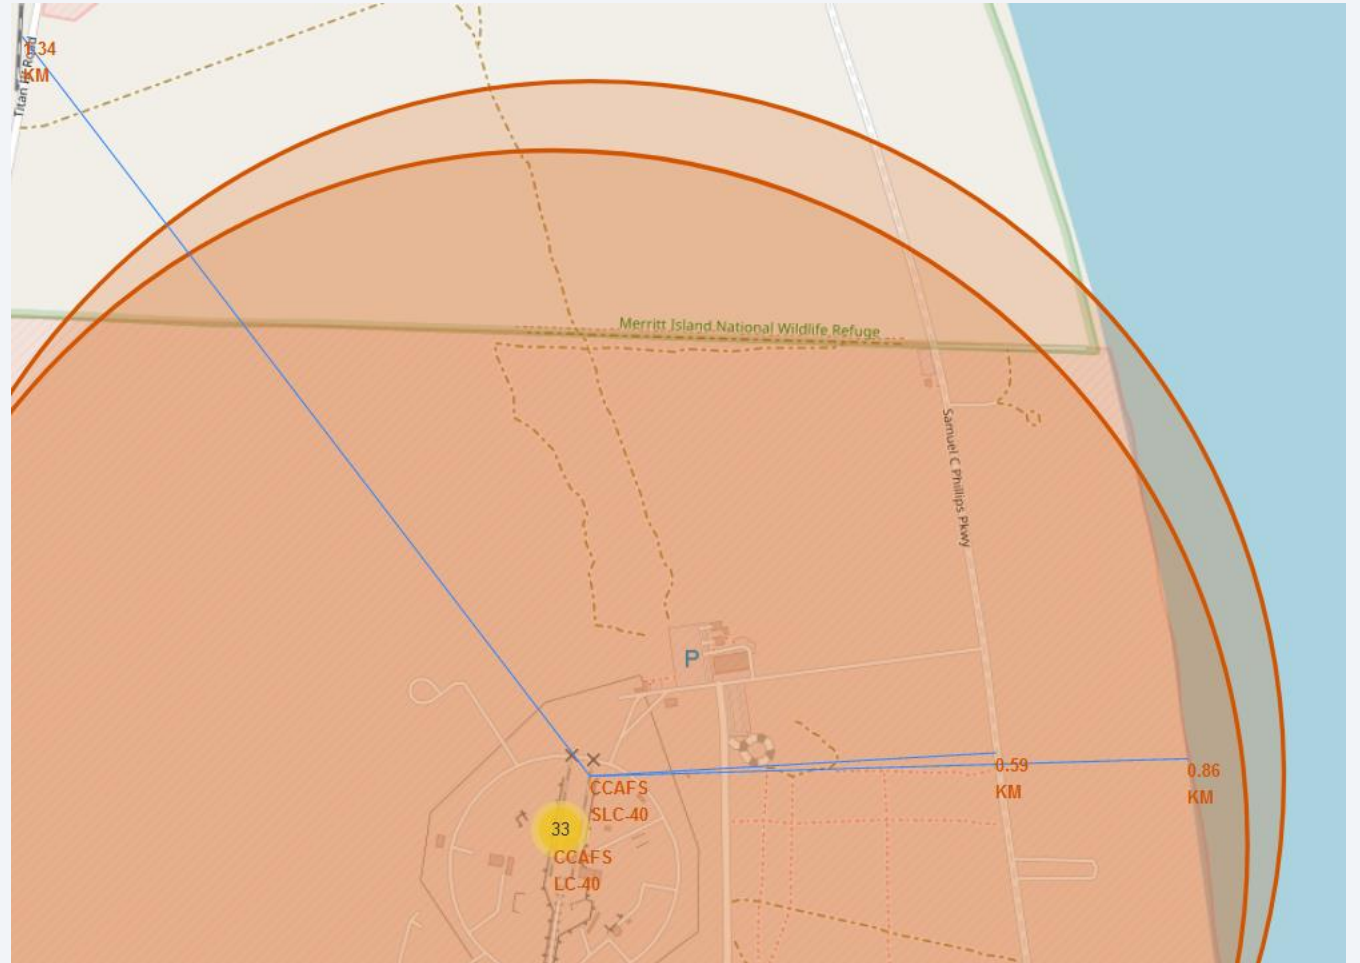 1.34
KM
Titan III Road
Merritt Island National Wildlife Refuge
Samuel C Phillips Pkwy
P
0.59
KM
0.86
KM
CCAFS
SLC-40
33
CCAFS
LC-40